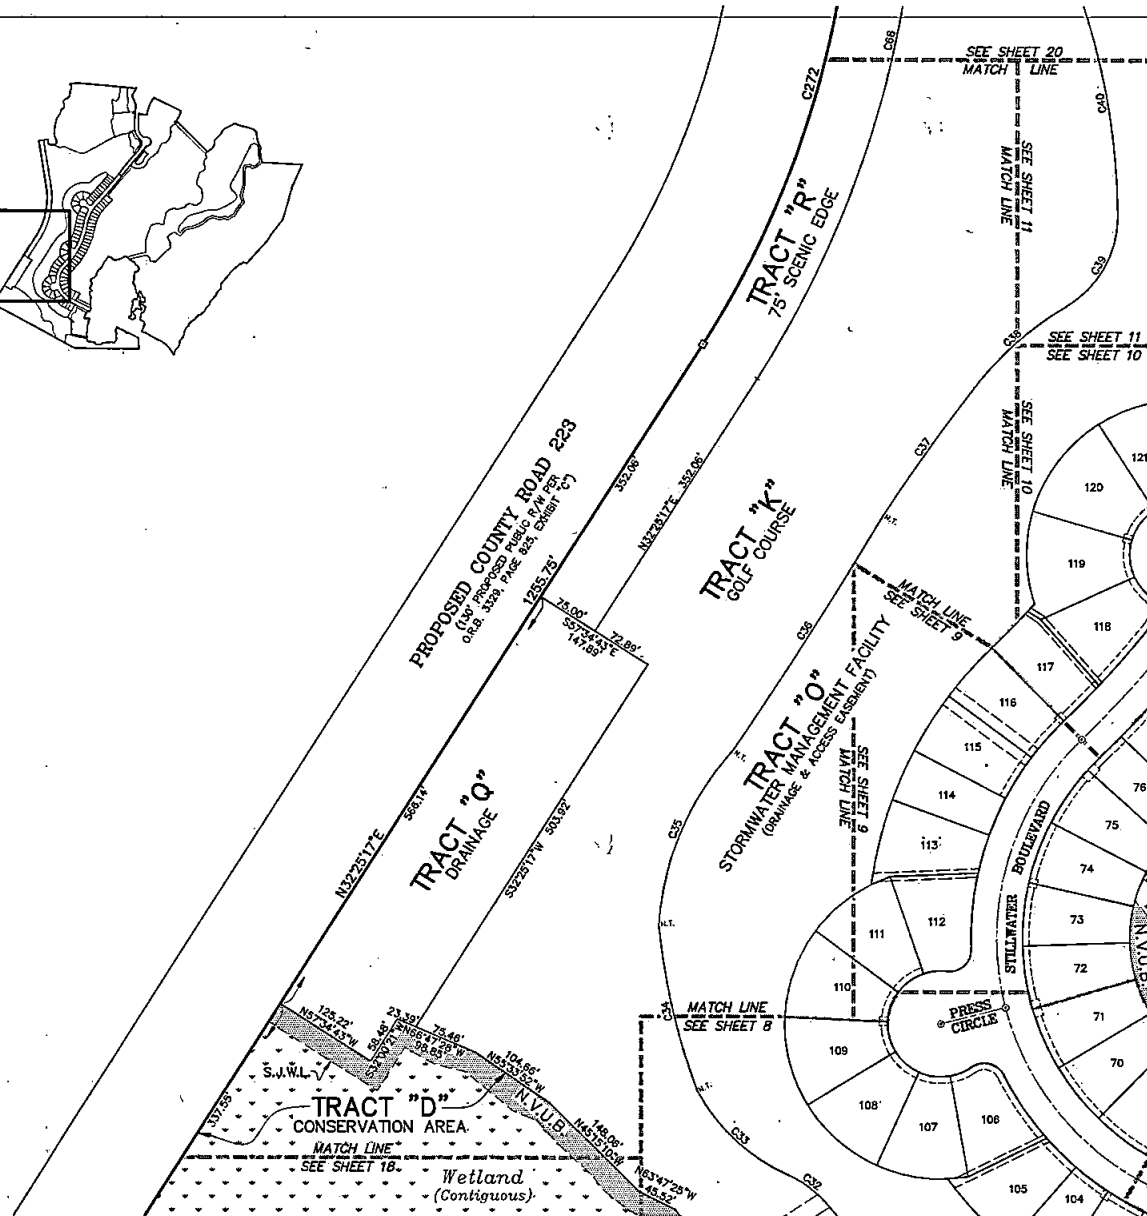 C68
C272
SEE SHEET 20
MATCH LINE
C40
SEE SHEET 11
MATCH LINE
TRACT "R"
75' SCENIC EDGE
C39
C38
SEE SHEET 11
SEE SHEET 10
SEE SHEET 10
MATCH LINE
C37
PROPOSED COUNTY ROAD 223
(130' PROPOSED PUBLIC R/W PER
O.R.B. 3329, PAGE 825, EXHIBIT "C")
1255.75'
352.06'
N32°25'17"E 352.06'
TRACT "K"
GOLF COURSE
N.T.
121
120
119
118
117
116
115
114
113
112
111
110
109
108
107
106
105
104
MATCH LINE
SEE SHEET 9
75.00'
S57°34'43"E
147.89'
72.89'
C36
TRACT "O"
STORMWATER MANAGEMENT FACILITY
(DRAINAGE & ACCESS EASEMENT)
N.T.
SEE SHEET 9
MATCH LINE
76
75
74
73
72
71
70
STILLWATER BOULEVARD
N.V.U.B.
PRESS
CIRCLE
C35
N.T.
566.14'
N32°25'17"E
TRACT "Q"
DRAINAGE
S32°25'17"W 503.92'
C34
MATCH LINE
SEE SHEET 8
125.22'
N57°34'43"W
58.48'
S32°00'21"W
23.39'
75.46'
N66°47'28"W
98.85'
104.66'
N55°33'52"W
S.J.W.L.
N.V.U.B.
337.55'
TRACT "D"
CONSERVATION AREA
148.06'
N45°15'10"W
MATCH LINE
SEE SHEET 18
Wetland
(Contiguous)
N63°47'25"W
45.52'
N.T.
C33
C32